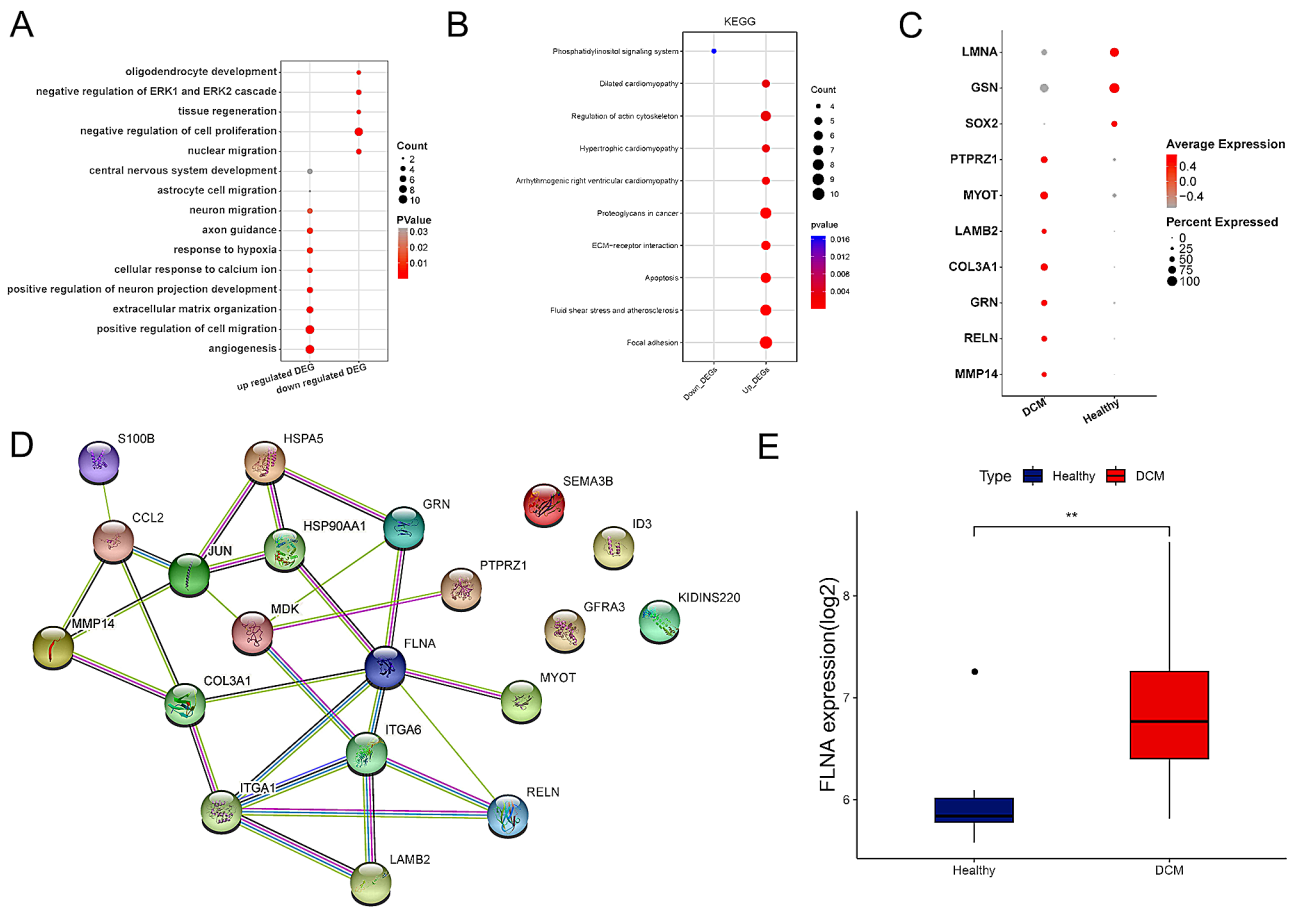 A
oligodendrocyte development
negative regulation of ERK1 and ERK2 cascade
tissue regeneration
negative regulation of cell proliferation
nuclear migration
central nervous system development
astrocyte cell migration
neuron migration
axon guidance
response to hypoxia
cellular response to calcium ion
positive regulation of neuron projection development
extracellular matrix organization
positive regulation of cell migration
angiogenesis
up regulated DEG
down regulated DEG
Count
2
4
6
8
10
PValue
0.03
0.02
0.01
B
KEGG
Phosphatidylinositol signaling system
Dilated cardiomyopathy
Regulation of actin cytoskeleton
Hypertrophic cardiomyopathy
Arrhythmogenic right ventricular cardiomyopathy
Proteoglycans in cancer
ECM-receptor interaction
Apoptosis
Fluid shear stress and atherosclerosis
Focal adhesion
Down_DEGs
Up_DEGs
Count
4
5
6
7
8
9
10
pvalue
0.016
0.012
0.008
0.004
C
LMNA
GSN
SOX2
PTPRZ1
MYOT
LAMB2
COL3A1
GRN
RELN
MMP14
DCM
Healthy
Average Expression
0.4
0.0
−0.4
Percent Expressed
0
25
50
75
100
D
S100B
HSPA5
GRN
CCL2
HSP90AA1
JUN
SEMA3B
ID3
PTPRZ1
MDK
GFRA3
KIDINS220
MMP14
FLNA
COL3A1
MYOT
ITGA6
ITGA1
RELN
LAMB2
E
Type
Healthy
DCM
**
FLNA expression(log2)
8
7
6
Healthy
DCM